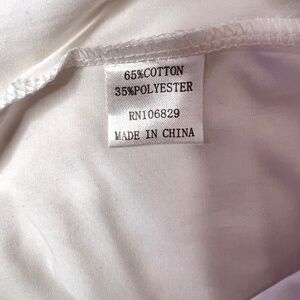 65%COTTON
35%POLYESTER
RN106829
MADE IN CHINA